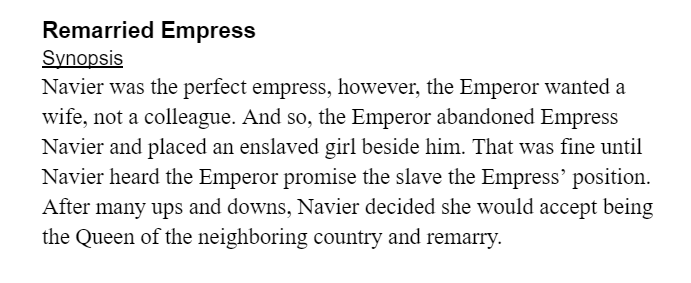 Remarried Empress
Synopsis
Navier was the perfect empress, however, the Emperor wanted a
wife, not a colleague. And so, the Emperor abandoned Empress
Navier and placed an enslaved girl beside him. That was fine until
Navier heard the Emperor promise the slave the Empress’ position.
After many ups and downs, Navier decided she would accept being
the Queen of the neighboring country and remarry.